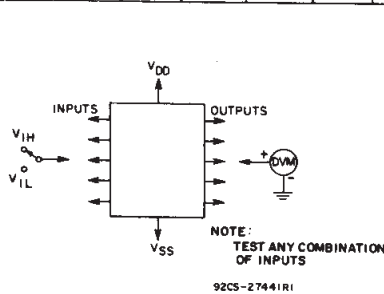 VDD
INPUTS
OUTPUTS
VIH
VIL
+
DVM
-
VSS
NOTE:
TEST ANY COMBINATION
OF INPUTS
92CS-27441R1